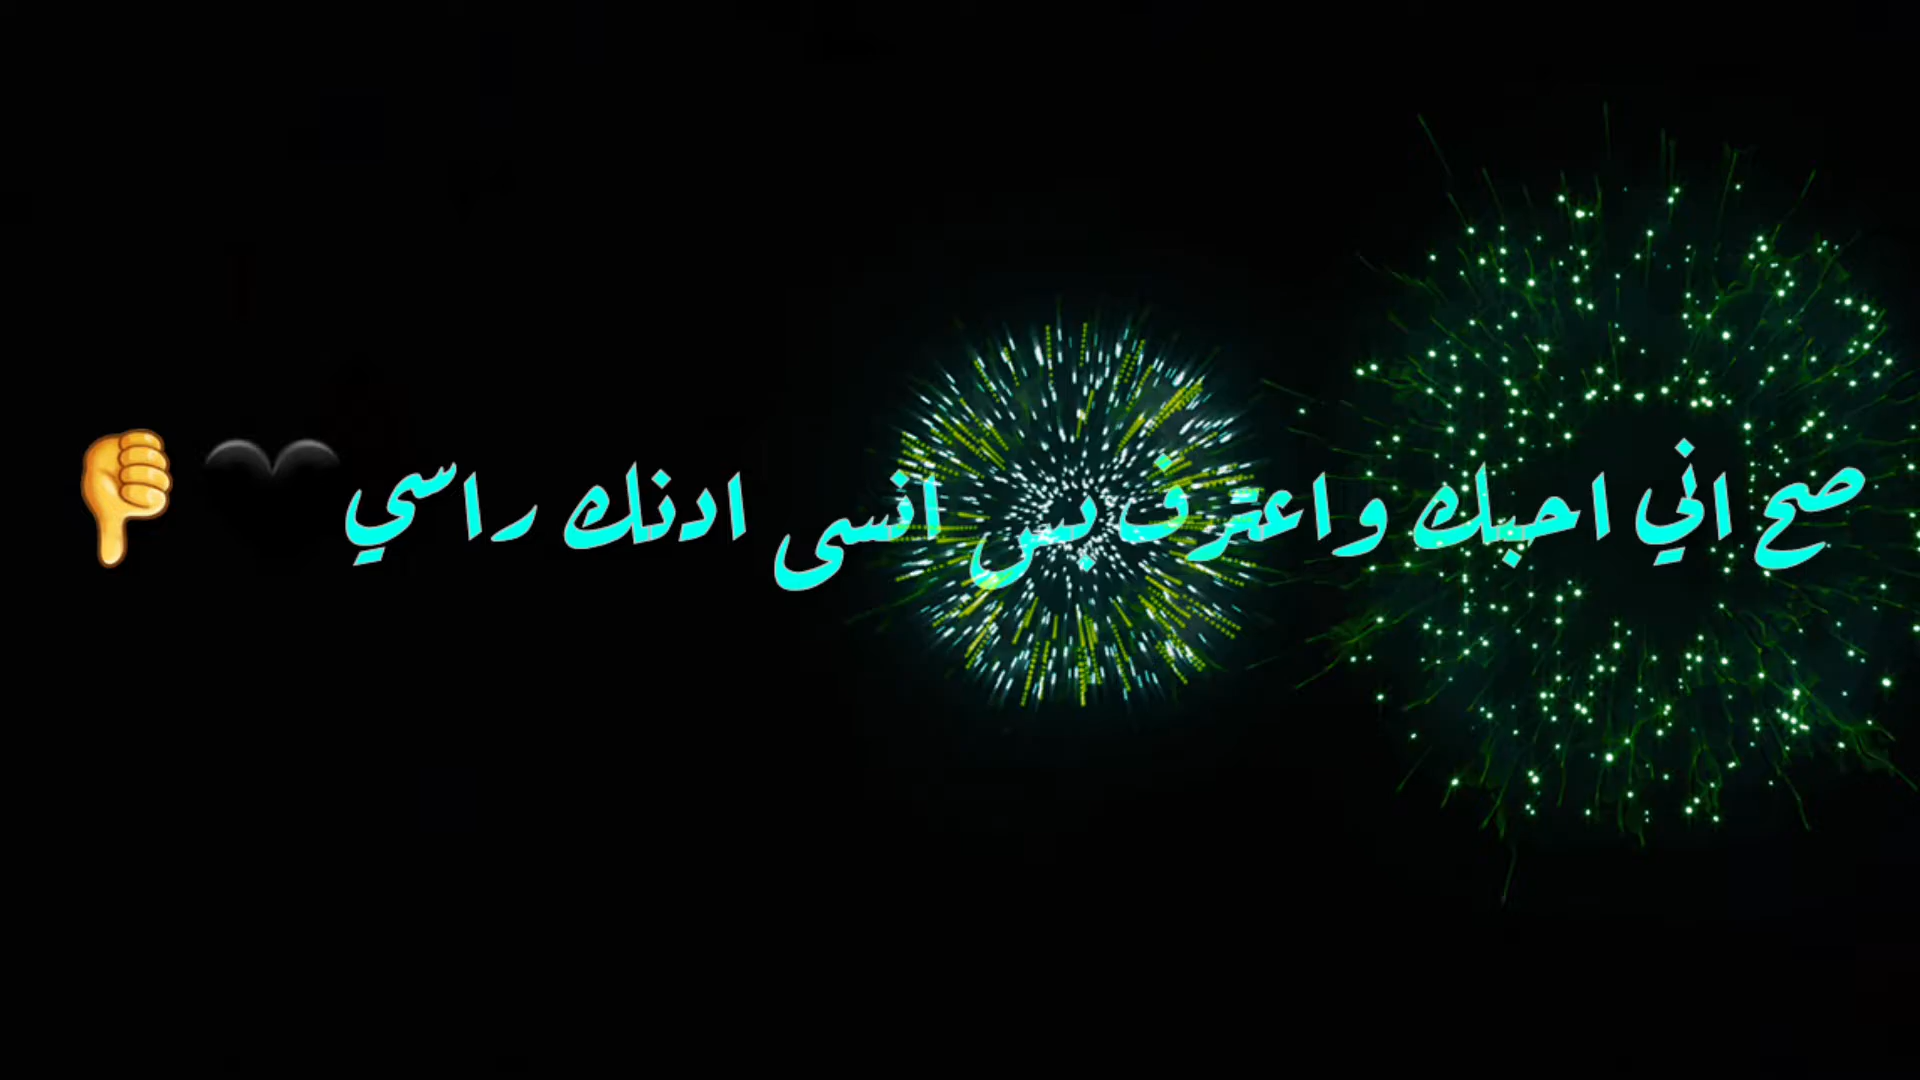 صح اني احبك واعترف بس انسى ادنك راسي 🖤 👎